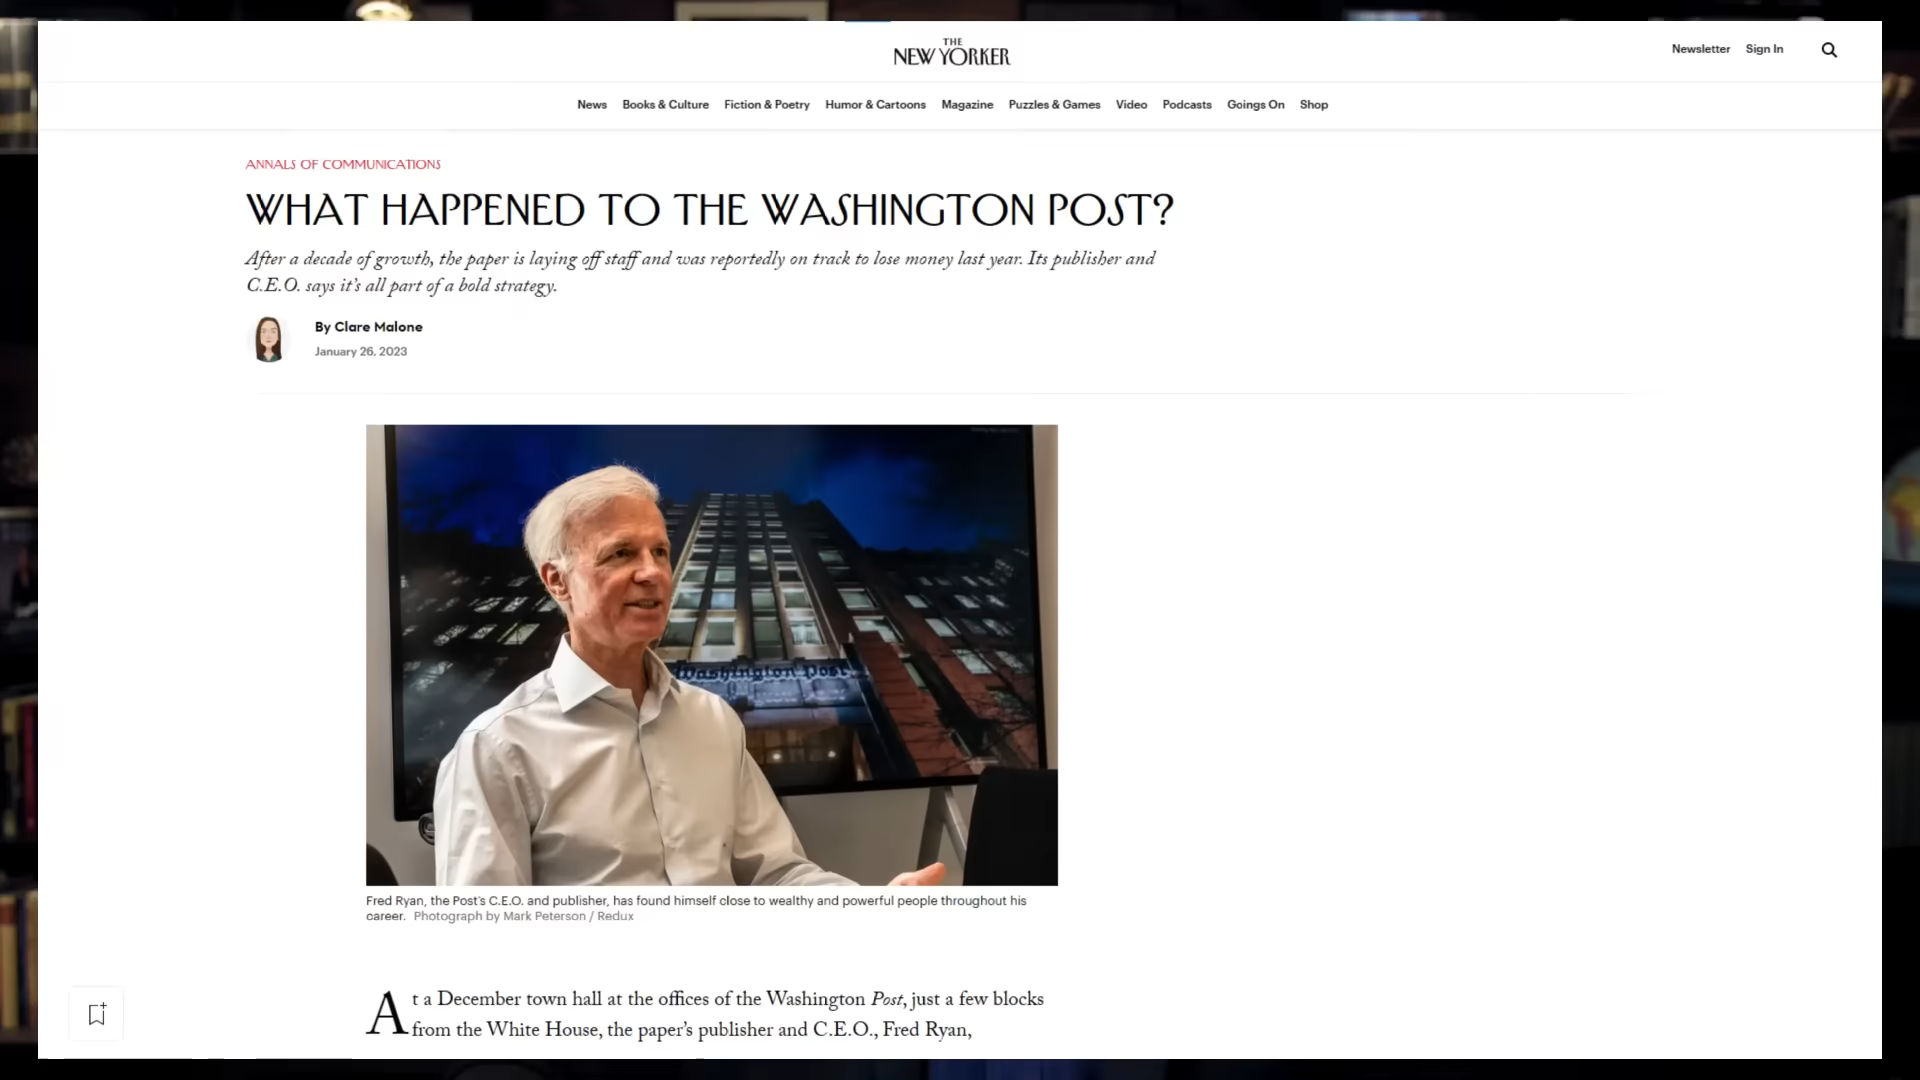 THE
NEW YORKER
Newsletter Sign In
News Books & Culture Fiction & Poetry Humor & Cartoons Magazine Puzzles & Games Video Podcasts Goings On Shop
ANNALS OF COMMUNICATIONS
WHAT HAPPENED TO THE WASHINGTON POST?
After a decade of growth, the paper is laying off staff and was reportedly on track to lose money last year. Its publisher and
C.E.O. says it's all part of a bold strategy.
By Clare Malone
January 26, 2023
Washington Post
Fred Ryan, the Post's C.E.O. and publisher, has found himself close to wealthy and powerful people throughout his
career. Photograph by Mark Peterson / Redux
At a December town hall at the offices of the Washington Post, just a few blocks
from the White House, the paper's publisher and C.E.O., Fred Ryan,